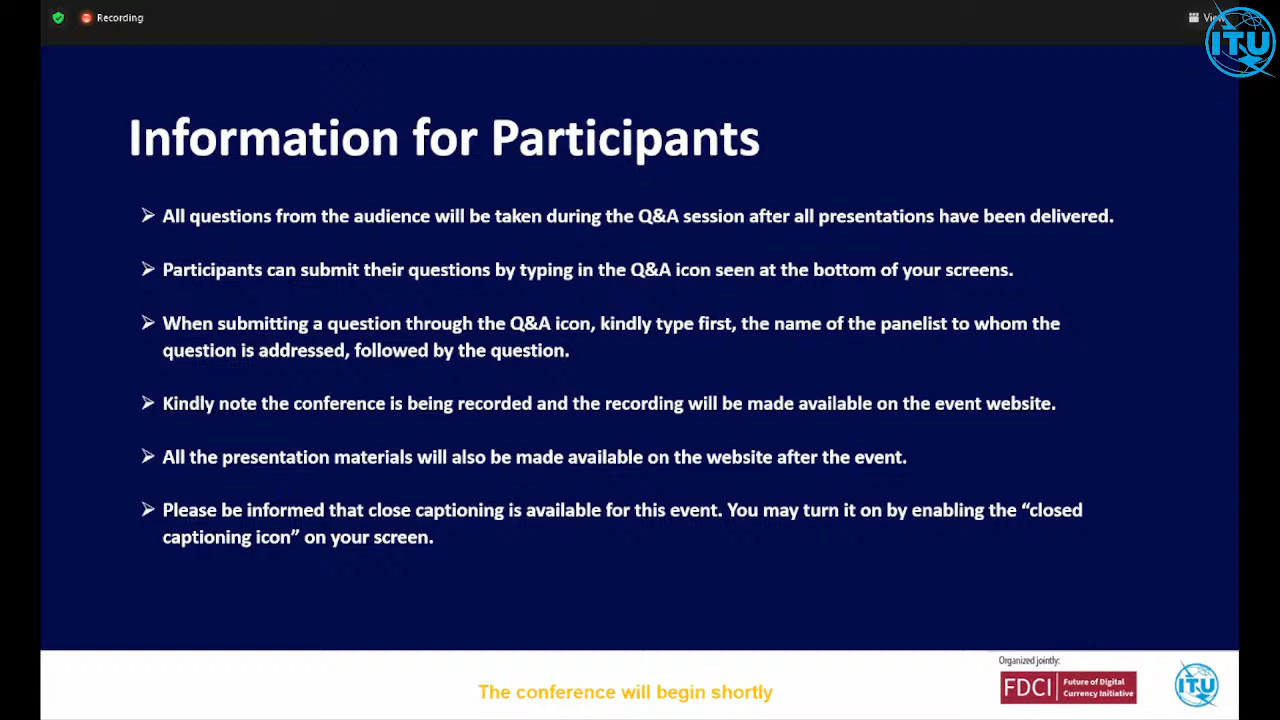 Recording
View
ITU
Information for Participants
➢ All questions from the audience will be taken during the Q&A session after all presentations have been delivered.
➢ Participants can submit their questions by typing in the Q&A icon seen at the bottom of your screens.
➢ When submitting a question through the Q&A icon, kindly type first, the name of the panelist to whom the
question is addressed, followed by the question.
➢ Kindly note the conference is being recorded and the recording will be made available on the event website.
➢ All the presentation materials will also be made available on the website after the event.
➢ Please be informed that close captioning is available for this event. You may turn it on by enabling the “closed
captioning icon” on your screen.
Organized jointly:
The conference will begin shortly
FDCI
Future of Digital
Currency Initiative
ITU